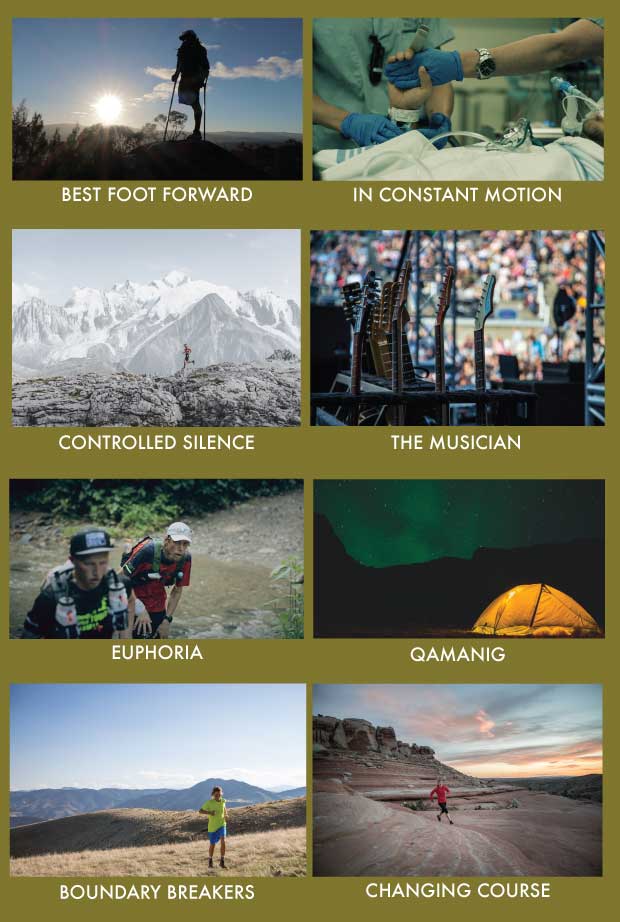 BEST FOOT FORWARD
IN CONSTANT MOTION
CONTROLLED SILENCE
THE MUSICIAN
EUPHORIA
QAMANIG
BOUNDARY BREAKERS
CHANGING COURSE